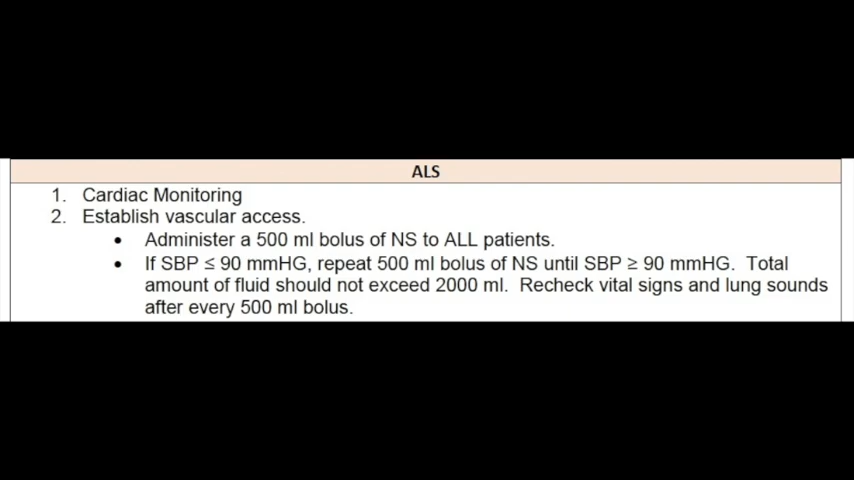 ALS
1. Cardiac Monitoring
2. Establish vascular access.
• Administer a 500 ml bolus of NS to ALL patients.
• If SBP ≤ 90 mmHG, repeat 500 ml bolus of NS until SBP ≥ 90 mmHG. Total
amount of fluid should not exceed 2000 ml. Recheck vital signs and lung sounds
after every 500 ml bolus.